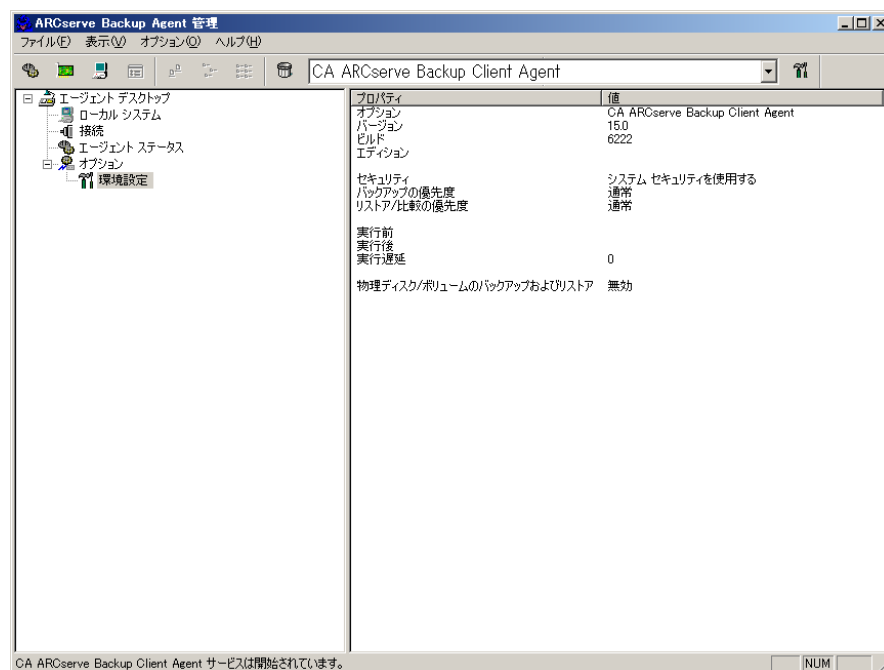 ARCserve Backup Agent 管理
ファイル(F) 表示(V) オプション(O) ヘルプ(H)
CA ARCserve Backup Client Agent
エージェント デスクトップ
ローカル システム
接続
エージェント ステータス
オプション
環境設定
プロパティ 値
オプション CA ARCserve Backup Client Agent
バージョン 15.0
ビルド 6222
エディション
セキュリティ システム セキュリティを使用する
バックアップの優先度 通常
リストア/比較の優先度 通常
実行前
実行後
実行遅延 0
物理ディスク/ボリュームのバックアップおよびリストア 無効
CA ARCserve Backup Client Agent サービスは開始されています。 NUM